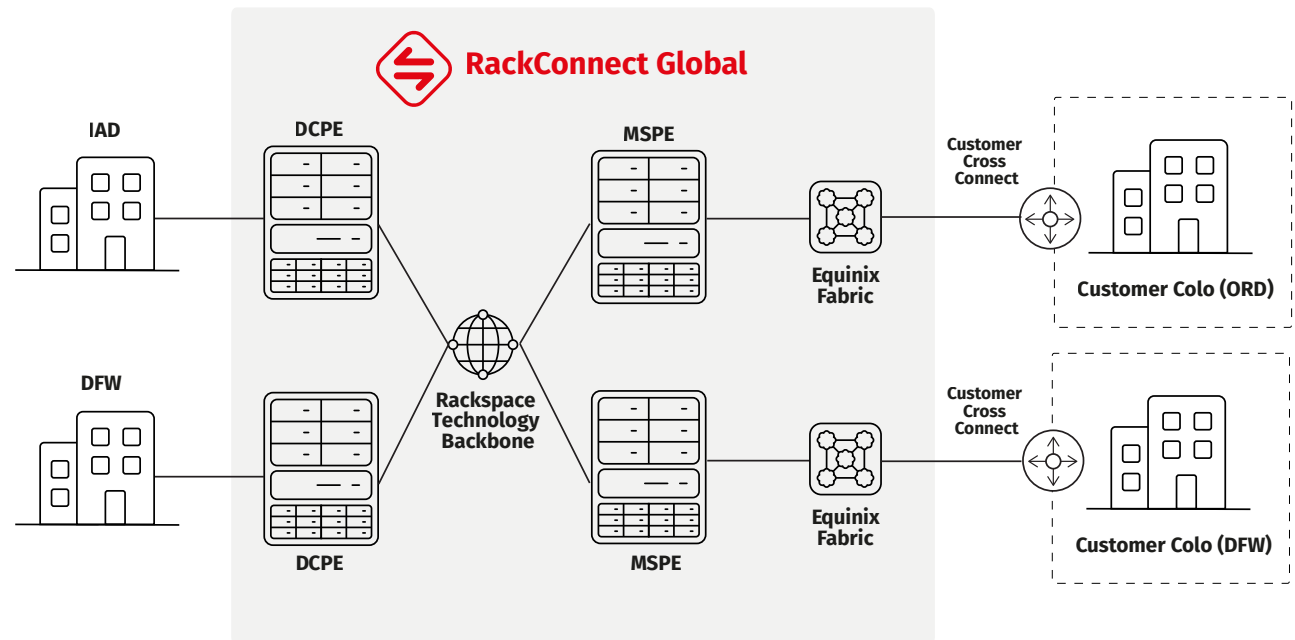 RackConnect Global
IAD
DCPE
MSPE
Customer
Cross
Connect
Equinix
Fabric
Customer Colo (ORD)
DFW
Rackspace
Technology
Backbone
Customer
Cross
Connect
DCPE
MSPE
Equinix
Fabric
Customer Colo (DFW)